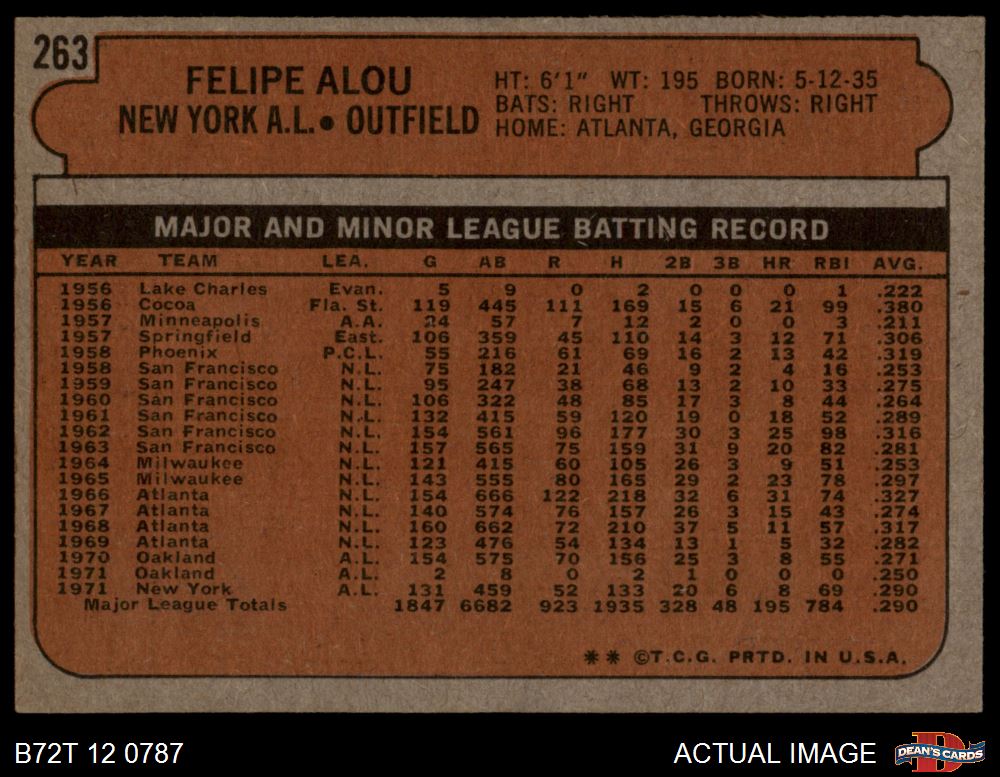 263
FELIPE ALOU
NEW YORK A.L. • OUTFIELD
HT: 6'1" WT: 195 BORN: 5-12-35
BATS: RIGHT THROWS: RIGHT
HOME: ATLANTA, GEORGIA
MAJOR AND MINOR LEAGUE BATTING RECORD
YEAR TEAM LEA. G AB R H 2B 3B HR RBI AVG.
1956 Lake Charles Evan. 5 9 0 2 0 0 0 1 .222
1956 Cocoa Fla. St. 119 445 111 169 15 6 21 99 .380
1957 Minneapolis A.A. 24 57 7 12 2 0 0 3 .211
1957 Springfield East. 106 359 45 110 14 3 12 71 .306
1958 Phoenix P.C.L. 55 216 61 69 16 2 13 42 .319
1958 San Francisco N.L. 75 182 21 46 9 2 4 16 .253
1959 San Francisco N.L. 95 247 38 68 13 2 10 33 .275
1960 San Francisco N.L. 106 322 48 85 17 3 8 44 .264
1961 San Francisco N.L. 132 415 59 120 19 0 18 52 .289
1962 San Francisco N.L. 154 561 96 177 30 3 25 98 .316
1963 San Francisco N.L. 157 565 75 159 31 9 20 82 .281
1964 Milwaukee N.L. 121 415 60 105 26 3 9 51 .253
1965 Milwaukee N.L. 143 555 80 165 29 2 23 78 .297
1966 Atlanta N.L. 154 666 122 218 32 6 31 74 .327
1967 Atlanta N.L. 140 574 76 157 26 3 15 43 .274
1968 Atlanta N.L. 160 662 72 210 37 5 11 57 .317
1969 Atlanta N.L. 123 476 54 134 13 1 5 32 .282
1970 Oakland A.L. 154 575 70 156 25 3 8 55 .271
1971 Oakland A.L. 2 8 0 2 1 0 0 0 .250
1971 New York A.L. 131 459 52 133 20 6 8 69 .290
Major League Totals 1847 6682 923 1935 328 48 195 784 .290
** ©T.C.G. PRTD. IN U.S.A.
B72T 12 0787
ACTUAL IMAGE
D
DEAN'S CARDS